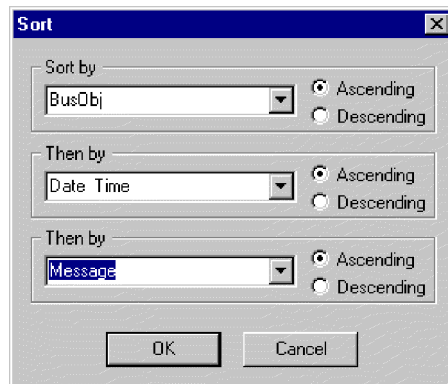 Sort
Sort by
BusObj
Ascending
Descending
Then by
Date Time
Ascending
Descending
Then by
Message
Ascending
Descending
OK
Cancel